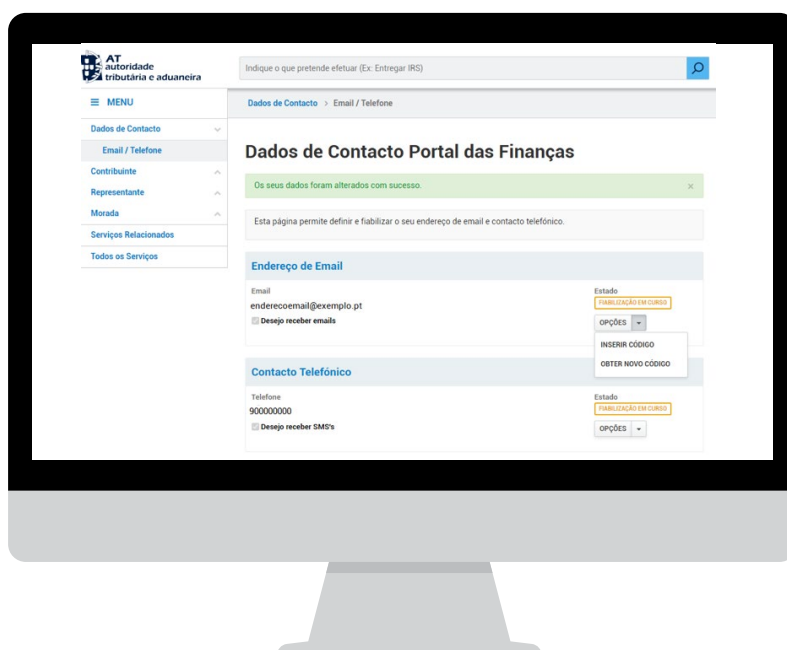 AT
autoridade
tributária e aduaneira
Indique o que pretende efetuar (Ex: Entregar IRS)
MENU
Dados de Contacto > Email / Telefone
Dados de Contacto
Email / Telefone
Contribuinte
Representante
Morada
Serviços Relacionados
Todos os Serviços
Dados de Contacto Portal das Finanças
Os seus dados foram alterados com sucesso.
Esta página permite definir e fiabilizar o seu endereço de email e contacto telefónico.
Endereço de Email
Email
enderecoemail@exemplo.pt
Desejo receber emails
Estado
FIABILIZAÇÃO EM CURSO
OPÇÕES
INSERIR CÓDIGO
OBTER NOVO CÓDIGO
Contacto Telefónico
Telefone
900000000
Desejo receber SMS's
Estado
FIABILIZAÇÃO EM CURSO
OPÇÕES